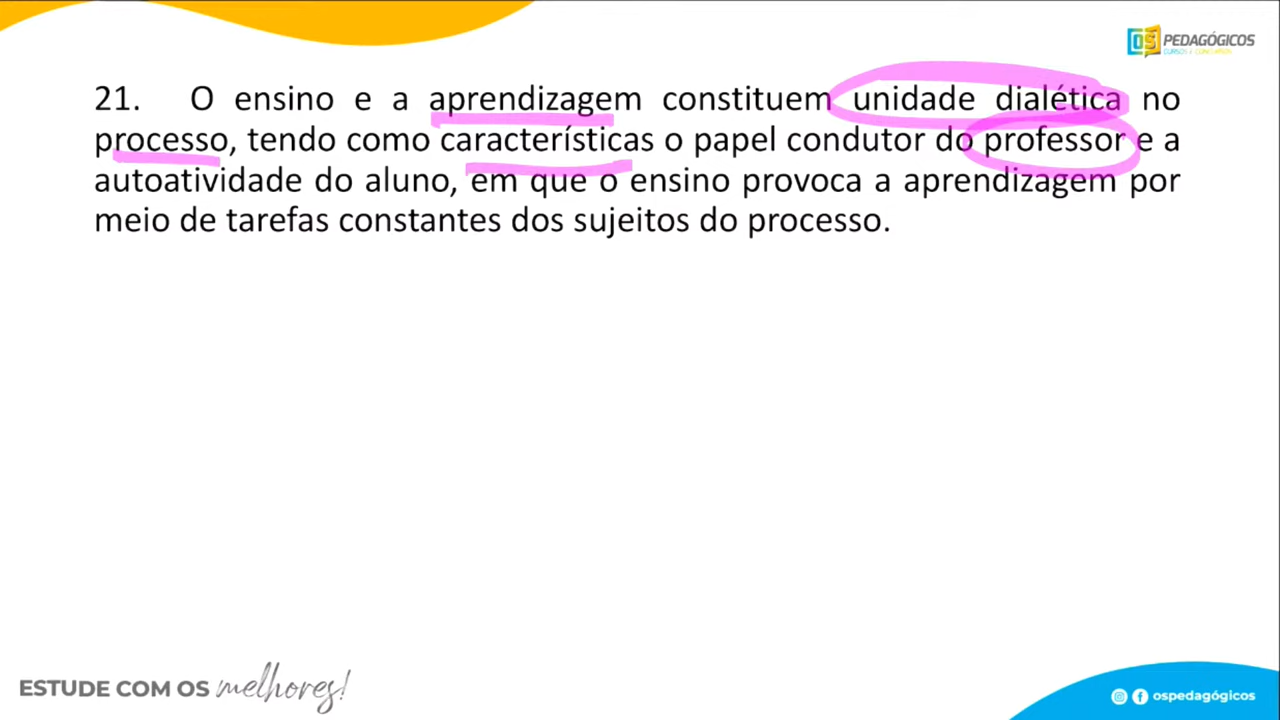 OS PEDAGÓGICOS
CURSOS E CONCURSOS
21. O ensino e a aprendizagem constituem unidade dialética no
processo, tendo como características o papel condutor do professor e a
autoatividade do aluno, em que o ensino provoca a aprendizagem por
meio de tarefas constantes dos sujeitos do processo.
ESTUDE COM OS melhores!
ospedagógicos